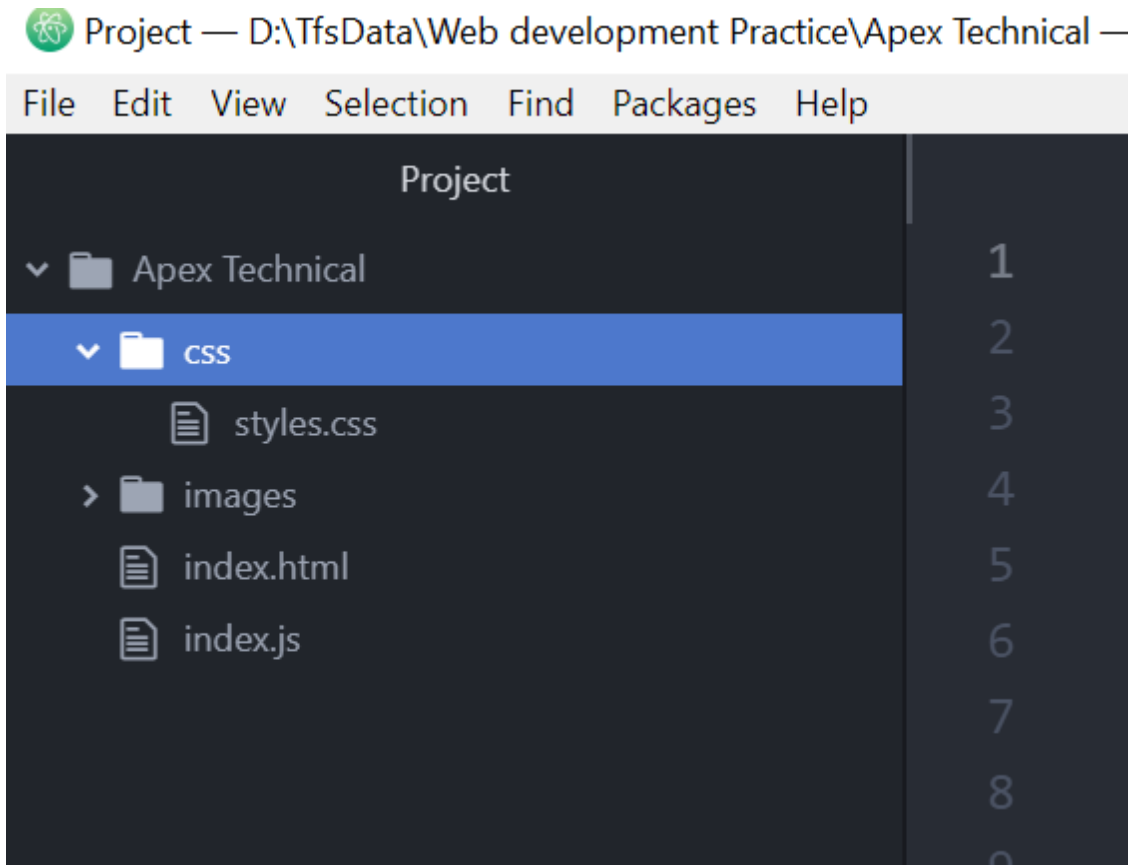 Project — D:\TfsData\Web development Practice\Apex Technical —
File Edit View Selection Find Packages Help
Project
Apex Technical
css
styles.css
images
index.html
index.js
1
2
3
4
5
6
7
8
9